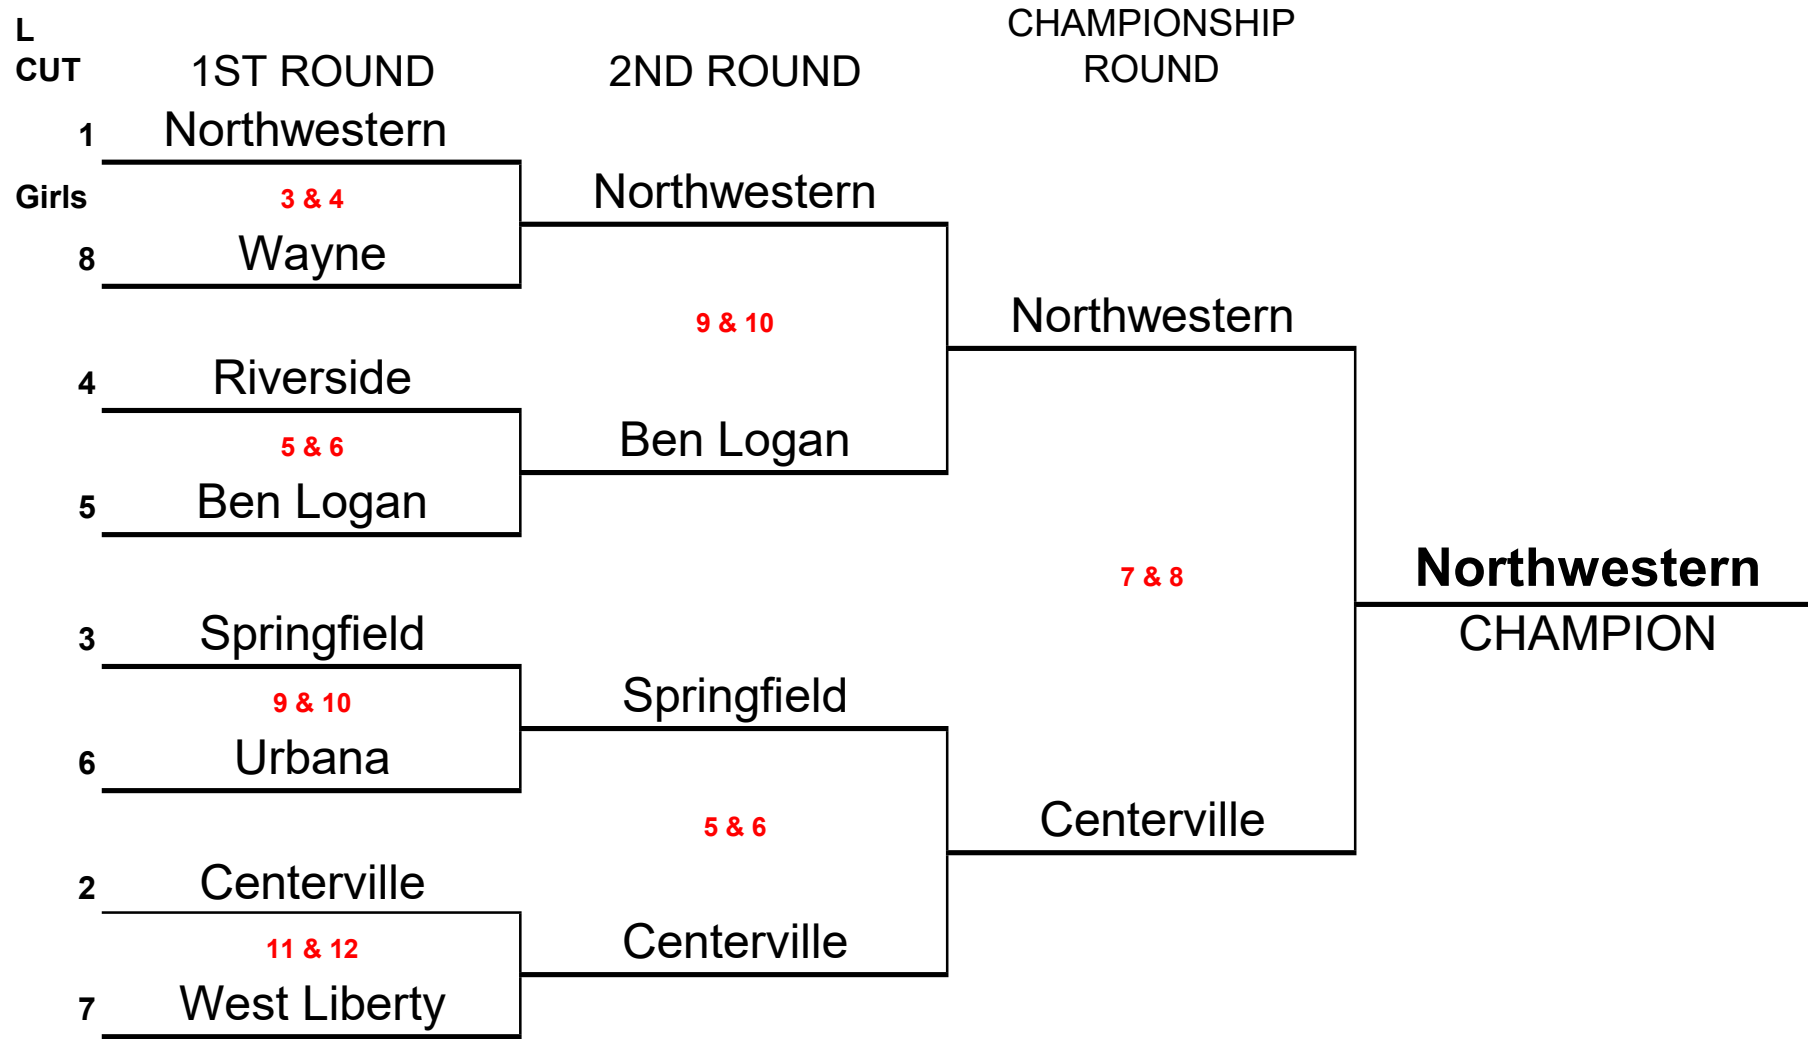 L
CUT
1ST ROUND
2ND ROUND
CHAMPIONSHIP
ROUND
1 Northwestern
Girls 3 & 4 Northwestern
8 Wayne
9 & 10 Northwestern
4 Riverside
5 & 6 Ben Logan
5 Ben Logan
7 & 8 Northwestern
3 Springfield CHAMPION
9 & 10 Springfield
6 Urbana
5 & 6 Centerville
2 Centerville
11 & 12 Centerville
7 West Liberty